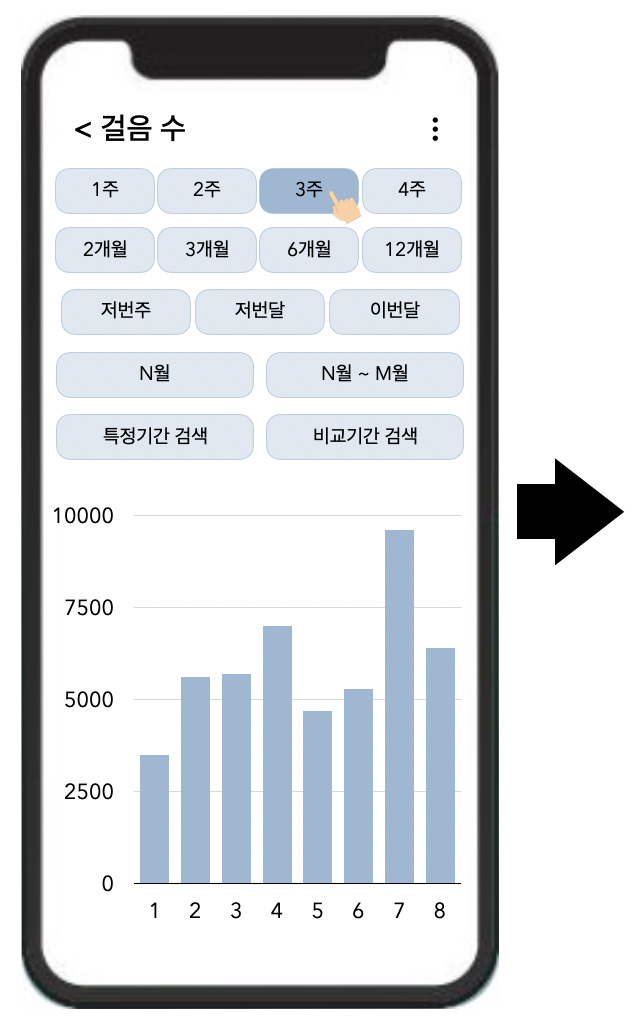 < 걸음 수
1주 2주 3주 4주
2개월 3개월 6개월 12개월
저번주 저번달 이번달
N월 N월 ~ M월
특정기간 검색 비교기간 검색
10000
7500
5000
2500
0
1 2 3 4 5 6 7 8